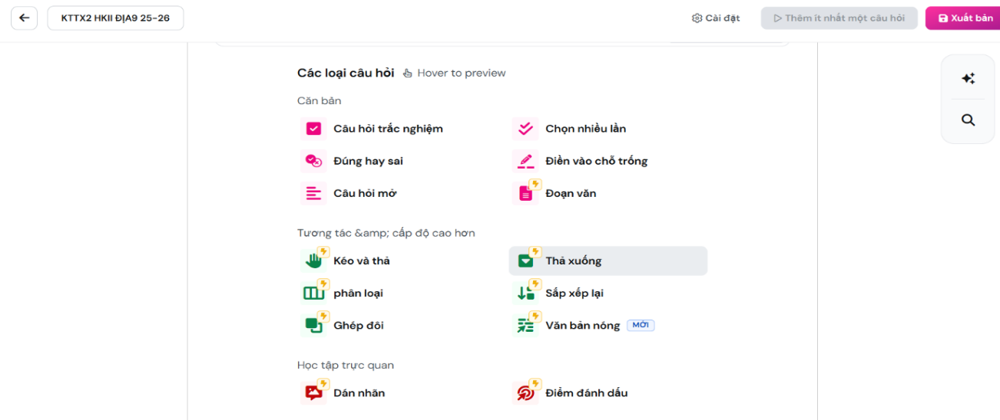 KTTX2 HKII ĐỊA9 25-26
Cài đặt
Thêm ít nhất một câu hỏi
Xuất bản
Các loại câu hỏi Hover to preview
Căn bản
Câu hỏi trắc nghiệm
Chọn nhiều lần
Đúng hay sai
Điền vào chỗ trống
Câu hỏi mở
Đoạn văn
Tương tác &amp; cấp độ cao hơn
Kéo và thả
Thả xuống
phân loại
Sắp xếp lại
Ghép đôi
Văn bản nóng MỚI
Học tập trực quan
Dán nhãn
Điểm đánh dấu